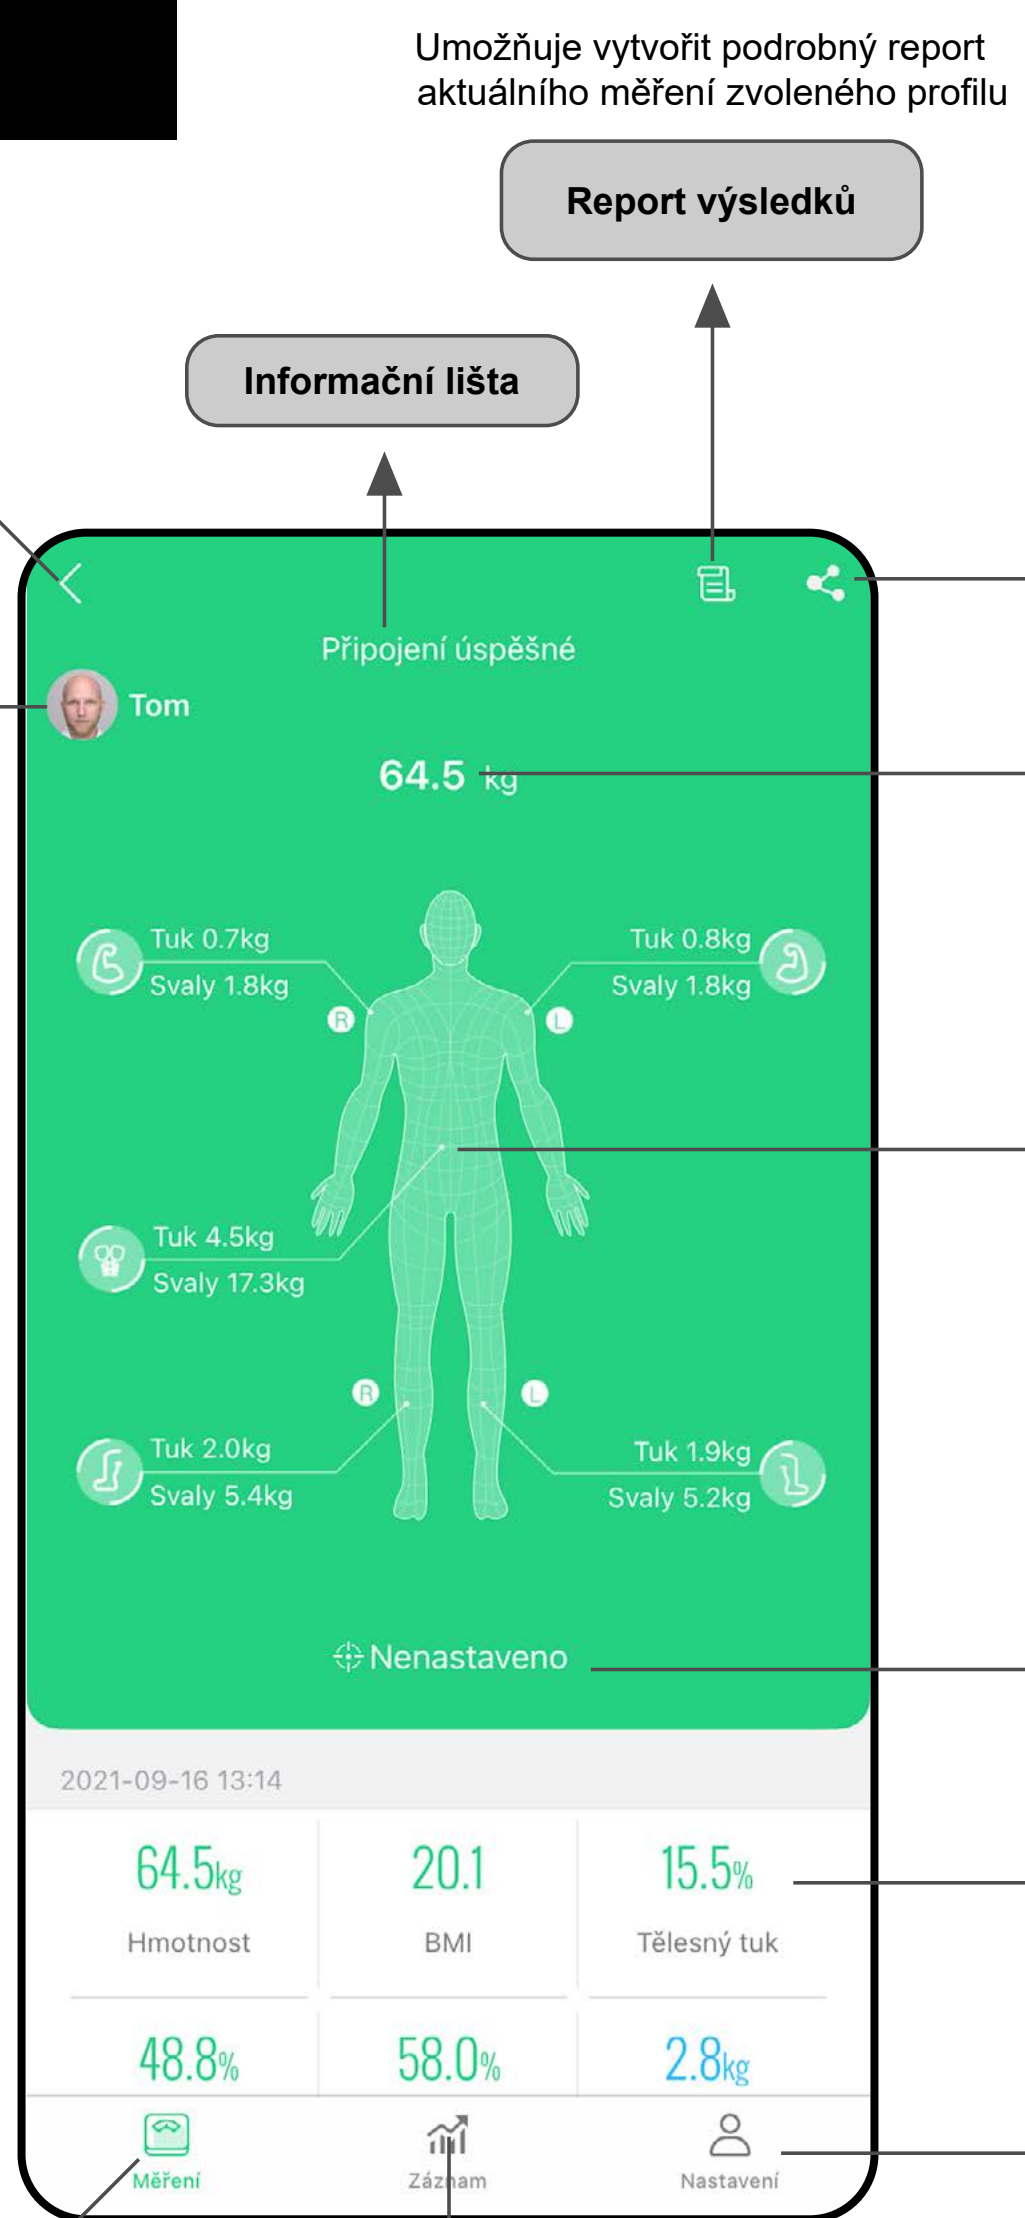 Umožňuje vytvořit podrobný report
aktuálního měření zvoleného profilu
Report výsledků
Informační lišta
Připojení úspěšné
Tom
64.5 kg
Tuk 0.7kg
Svaly 1.8kg
Tuk 0.8kg
Svaly 1.8kg
R
L
Tuk 4.5kg
Svaly 17.3kg
R
L
Tuk 2.0kg
Svaly 5.4kg
Tuk 1.9kg
Svaly 5.2kg
Nenastaveno
2021-09-16 13:14
64.5kg
20.1
15.5%
Hmotnost
BMI
Tělesný tuk
48.8%
58.0%
2.8kg
Měření
Záznam
Nastavení